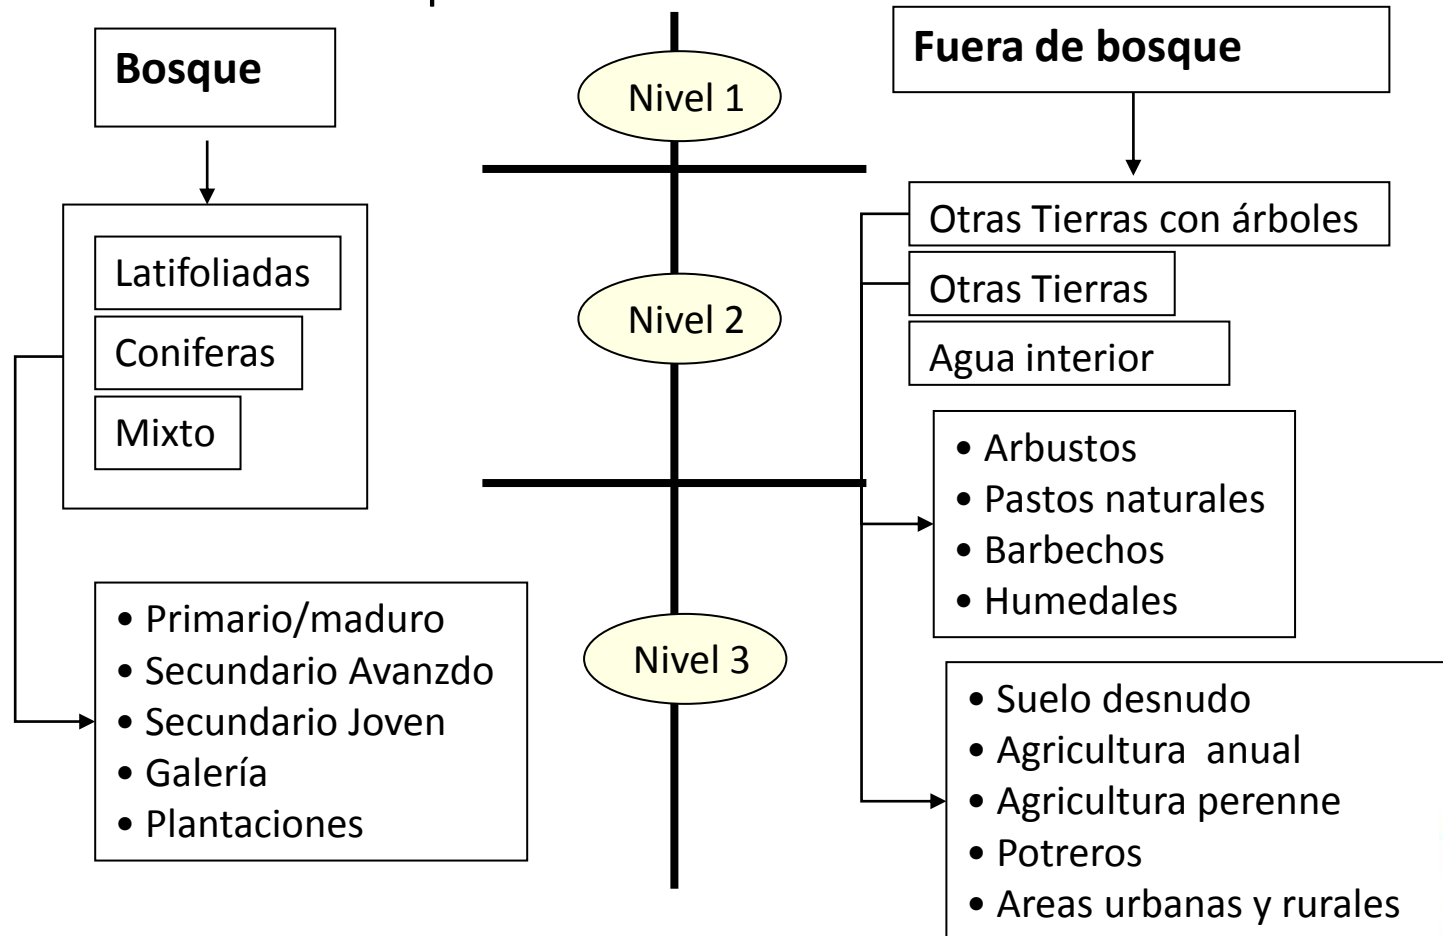 Bosque
Latifoliadas
Coniferas
Mixto
• Primario/maduro
• Secundario Avanzdo
• Secundario Joven
• Galería
• Plantaciones
Nivel 1
Nivel 2
Nivel 3
Fuera de bosque
Otras Tierras con árboles
Otras Tierras
Agua interior
• Arbustos
• Pastos naturales
• Barbechos
• Humedales
• Suelo desnudo
• Agricultura anual
• Agricultura perenne
• Potreros
• Areas urbanas y rurales